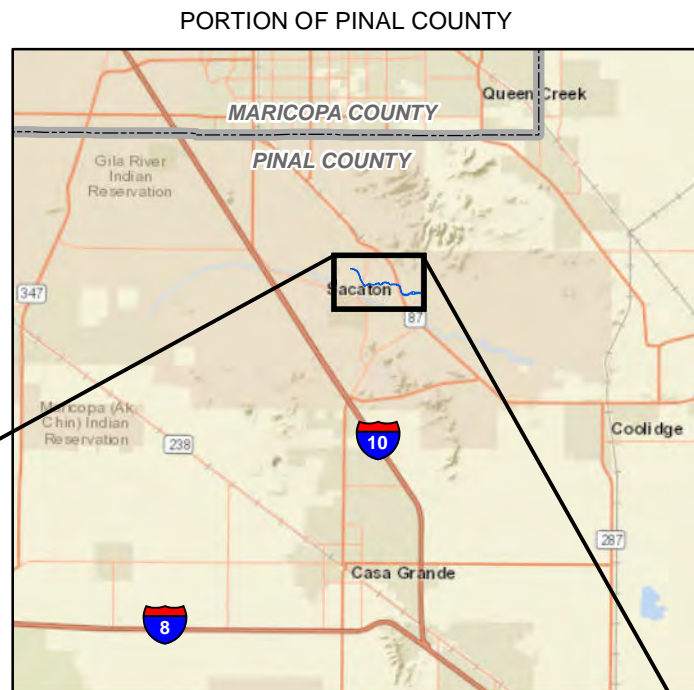 PORTION OF PINAL COUNTY
Queen Creek
MARICOPA COUNTY
PINAL COUNTY
Gila River
Indian
Reservation
347
Sacaton
87
Maricopa (Ak
Chin) Indian
Reservation
238
10
Coolidge
287
Casa Grande
8